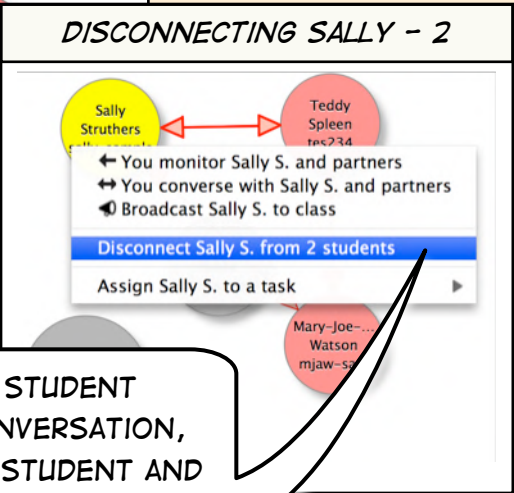 DISCONNECTING SALLY - 2
Sally
Struthers
Teddy
Spleen
tes234
You monitor Sally S. and partners
You converse with Sally S. and partners
Broadcast Sally S. to class
Disconnect Sally S. from 2 students
Assign Sally S. to a task
Mary-Joe-...
Watson
mjaw-sa
STUDENT
NVERSATION,
STUDENT AND